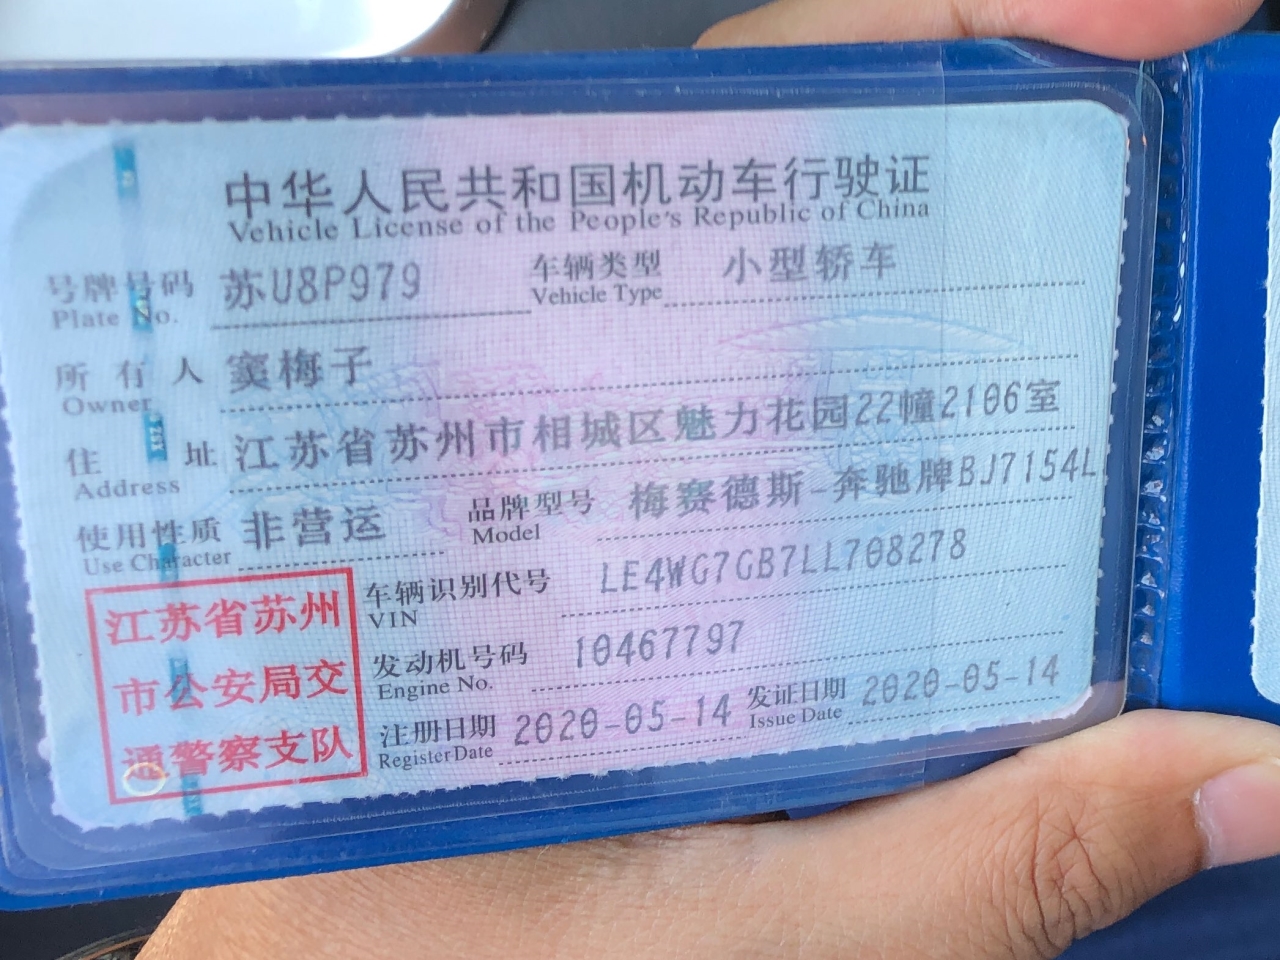 中华人民共和国机动车行驶证
Vehicle License of the People's Republic of China
号牌号码 苏U8P979 车辆类型 小型轿车
Plate No. Vehicle Type
所有人 窦梅子
Owner
住址 江苏省苏州市相城区魅力花园22幢2106室
Address
使用性质 非营运 品牌型号 梅赛德斯-奔驰牌BJ7154L
Use Character Model
车辆识别代号 LE4WG7GB7LL708278
VIN
发动机号码 10467797
Engine No.
注册日期 2020-05-14 发证日期 2020-05-14
Register Date Issue Date
江苏省苏州
市公安局交
通警察支队